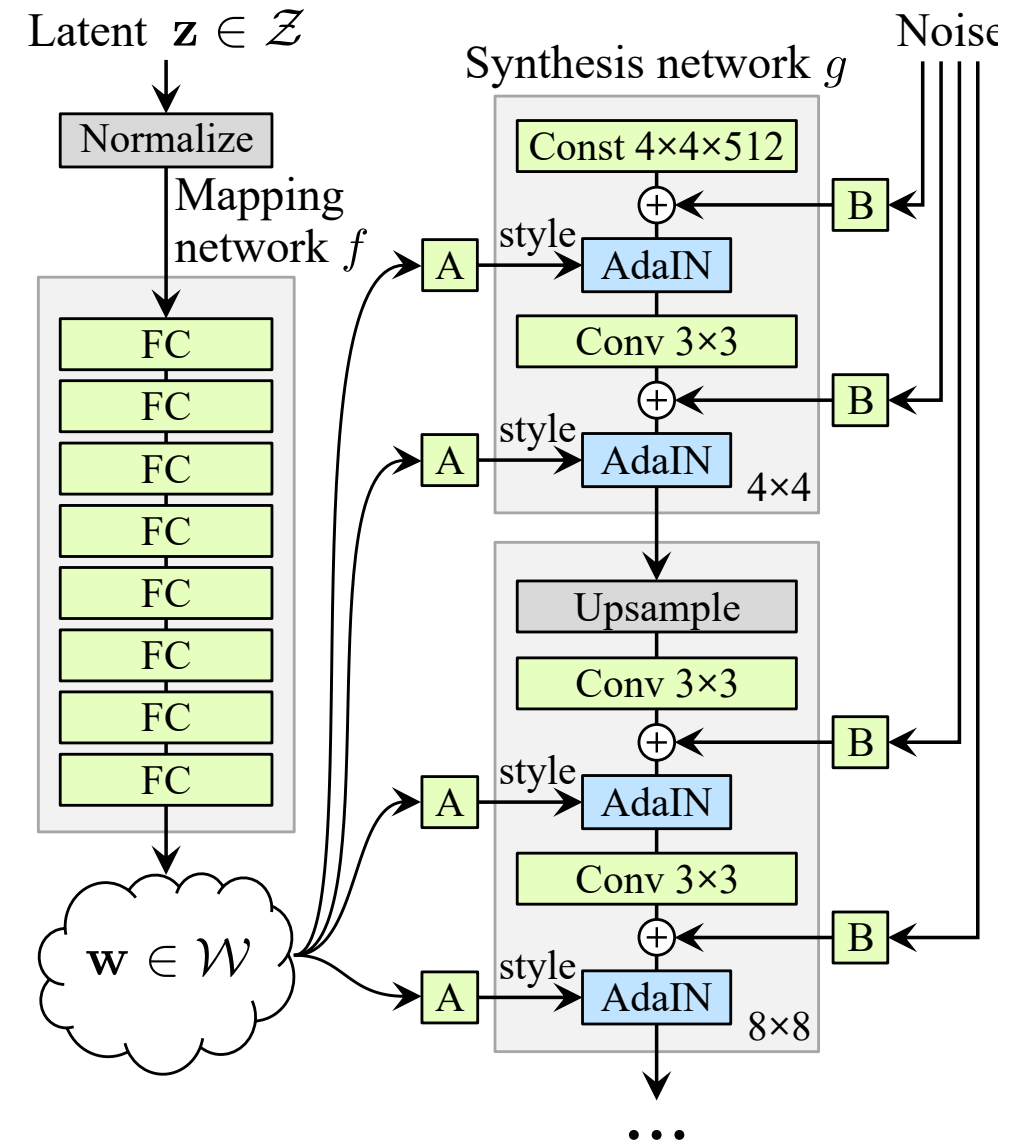 Latent z ∈ 𝒵
Normalize
Mapping
network f
FC
FC
FC
FC
FC
FC
FC
FC
w ∈ 𝒲
A
A
A
A
Synthesis network g
Const 4×4×512
style
AdaIN
Conv 3×3
style
AdaIN
4×4
Upsample
Conv 3×3
style
AdaIN
Conv 3×3
style
AdaIN
8×8
...
Noise
B
B
B
B